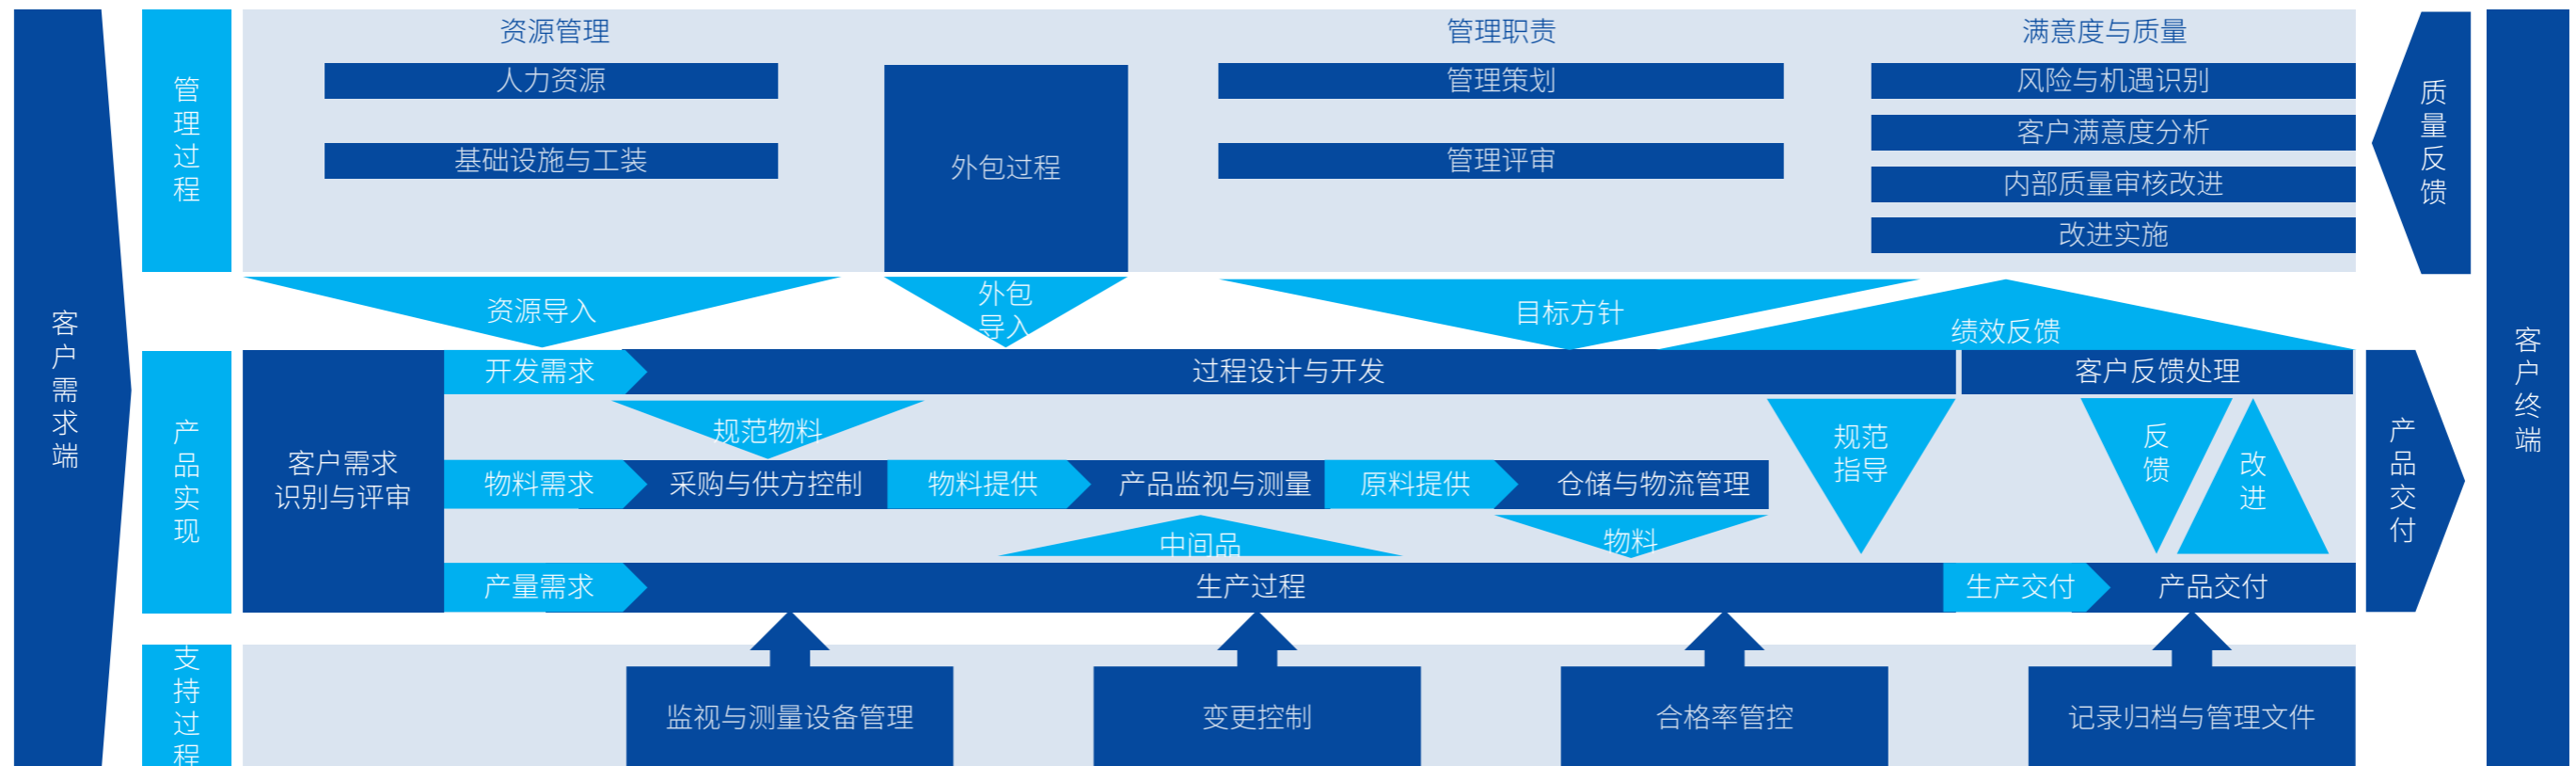 客户需求端
管理过程
资源管理
人力资源
基础设施与工装
外包过程
管理职责
管理策划
管理评审
满意度与质量
风险与机遇识别
客户满意度分析
内部质量审核改进
改进实施
质量反馈
客户终端
资源导入
外包
导入
目标方针
绩效反馈
产品实现
客户需求
识别与评审
开发需求
过程设计与开发
客户反馈处理
规范物料
规范
指导
反馈
改进
物料需求
采购与供方控制
物料提供
产品监视与测量
原料提供
仓储与物流管理
中间品
物料
产量需求
生产过程
生产交付
产品交付
产品交付
支持过程
监视与测量设备管理
变更控制
合格率管控
记录归档与管理文件